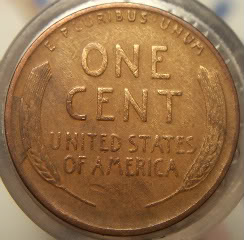 E PLURIBUS UNUM
ONE
CENT
UNITED STATES
OF AMERICA